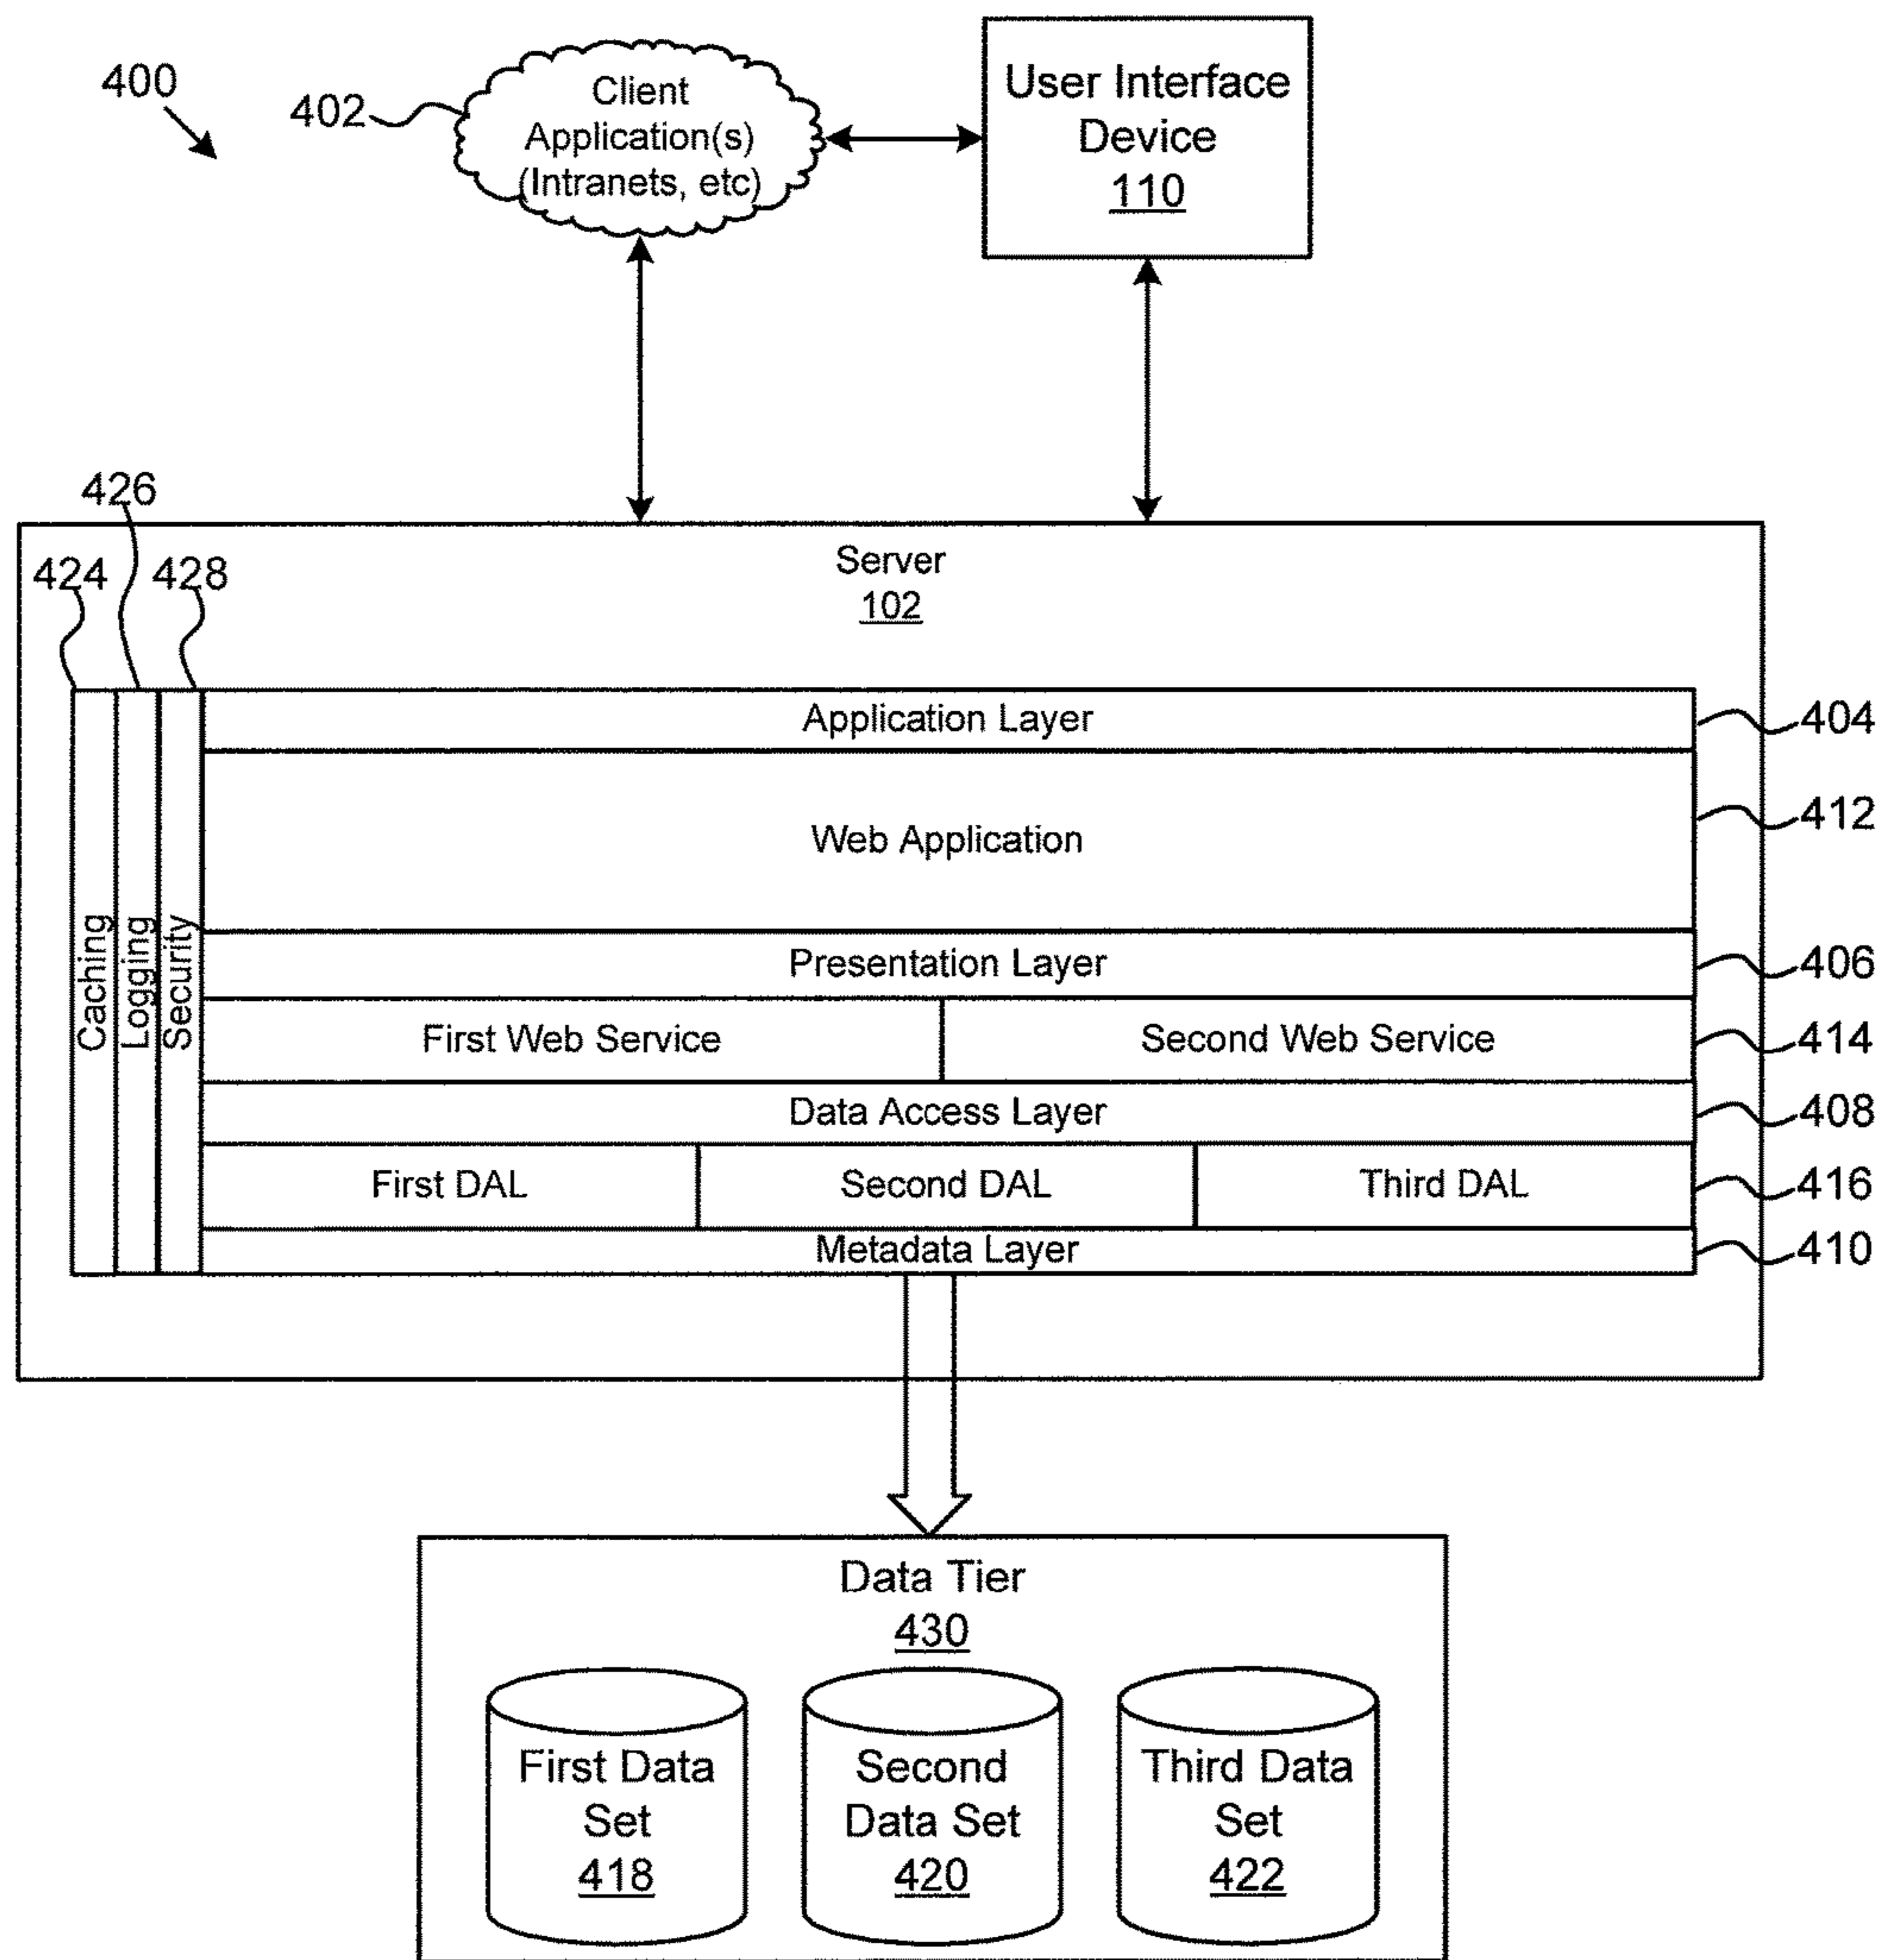 400
402
Client
Application(s)
(Intranets, etc)
User Interface
Device
110
426
424
428
Server
102
Caching
Logging
Security
Application Layer
404
Web Application
412
Presentation Layer
406
First Web Service
Second Web Service
414
Data Access Layer
408
First DAL
Second DAL
Third DAL
416
Metadata Layer
410
Data Tier
430
First Data
Set
418
Second
Data Set
420
Third Data
Set
422